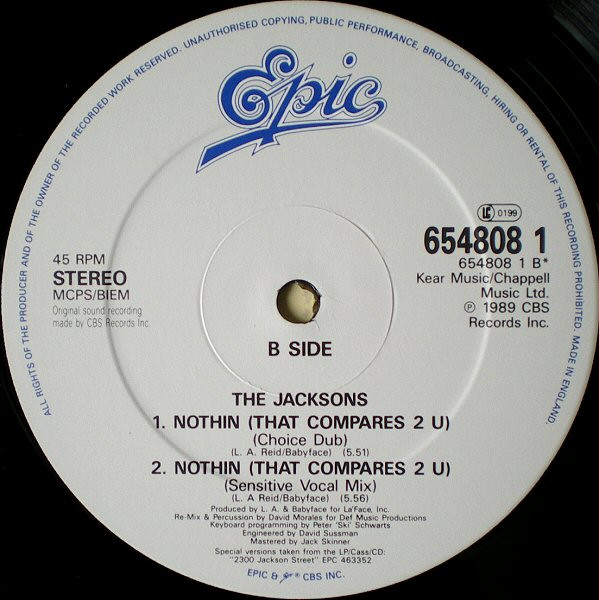 ALL RIGHTS OF THE PRODUCER AND OF THE OWNER OF THE RECORDED WORK RESERVED. UNAUTHORISED COPYING, PUBLIC PERFORMANCE, BROADCASTING, HIRING OR RENTAL OF THIS RECORDING PROHIBITED. MADE IN ENGLAND.
Epic
LC 0199
654808 1
654808 1 B*
Kear Music/Chappell
Music Ltd.
℗ 1989 CBS
Records Inc.
45 RPM
STEREO
MCPS/BIEM
Original sound recording
made by CBS Records Inc.
B SIDE
THE JACKSONS
1. NOTHIN (THAT COMPARES 2 U)
(Choice Dub)
(L. A. Reid/Babyface) (5.51)
2. NOTHIN (THAT COMPARES 2 U)
(Sensitive Vocal Mix)
(L. A Reid/Babyface) (5.56)
Produced by L. A. & Babyface for La'Face, Inc.
Re-Mix & Percussion by David Morales for Def Music Productions
Keyboard programming by Peter 'Ski' Schwarts
Engineered by David Sussman
Mastered by Jack Skinner
Special versions taken from the LP/Cass/CD:
"2300 Jackson Street" EPC 463352
EPIC & Epic ® CBS INC.